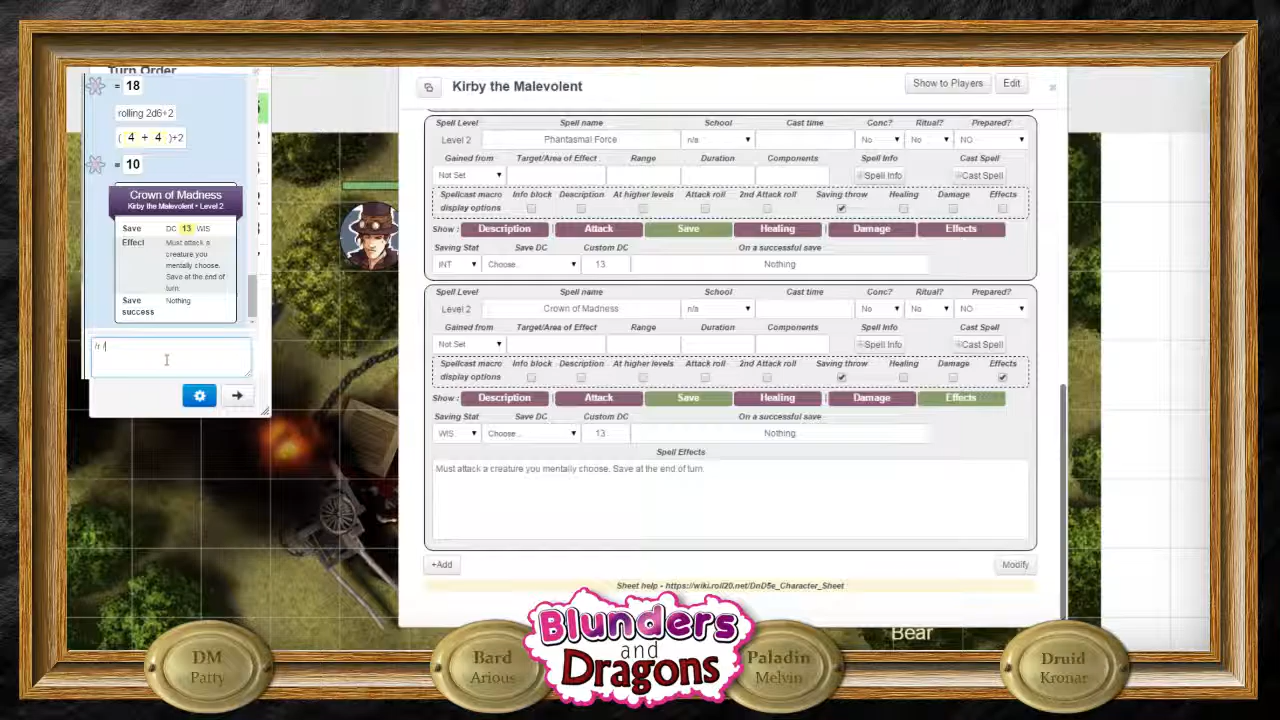 Turn Order
= 18
rolling 2d6+2
( 4 + 4 )+2
= 10
Crown of Madness
Kirby the Malevolent • Level 2
Save DC 13 WIS
Effect Must attack a
creature you
mentally choose.
Save at the end of
turn.
Save Nothing
success
/r /
Kirby the Malevolent
Show to Players
Edit
Spell Level Spell name School Cast time Conc? Ritual? Prepared?
Level 2 Phantasmal Force n/a No No NO
Gained from Target/Area of Effect Range Duration Components Spell Info Cast Spell
Not Set Spell Info Cast Spell
Spellcast macro Info block Description At higher levels Attack roll 2nd Attack roll Saving throw Healing Damage Effects
display options
Show : Description Attack Save Healing Damage Effects
Saving Stat Save DC Custom DC On a successful save
INT Choose... 13 Nothing
Spell Level Spell name School Cast time Conc? Ritual? Prepared?
Level 2 Crown of Madness n/a No No NO
Gained from Target/Area of Effect Range Duration Components Spell Info Cast Spell
Not Set Spell Info Cast Spell
Spellcast macro Info block Description At higher levels Attack roll 2nd Attack roll Saving throw Healing Damage Effects
display options
Show : Description Attack Save Healing Damage Effects
Saving Stat Save DC Custom DC On a successful save
WIS Choose... 13 Nothing
Spell Effects
Must attack a creature you mentally choose. Save at the end of turn.
+Add
Modify
Sheet help - https://wiki.roll20.net/DnD5e_Character_Sheet
Bear
Blunders
and
Dragons
DM
Patty
Bard
Arious
Paladin
Melvin
Druid
Kronar